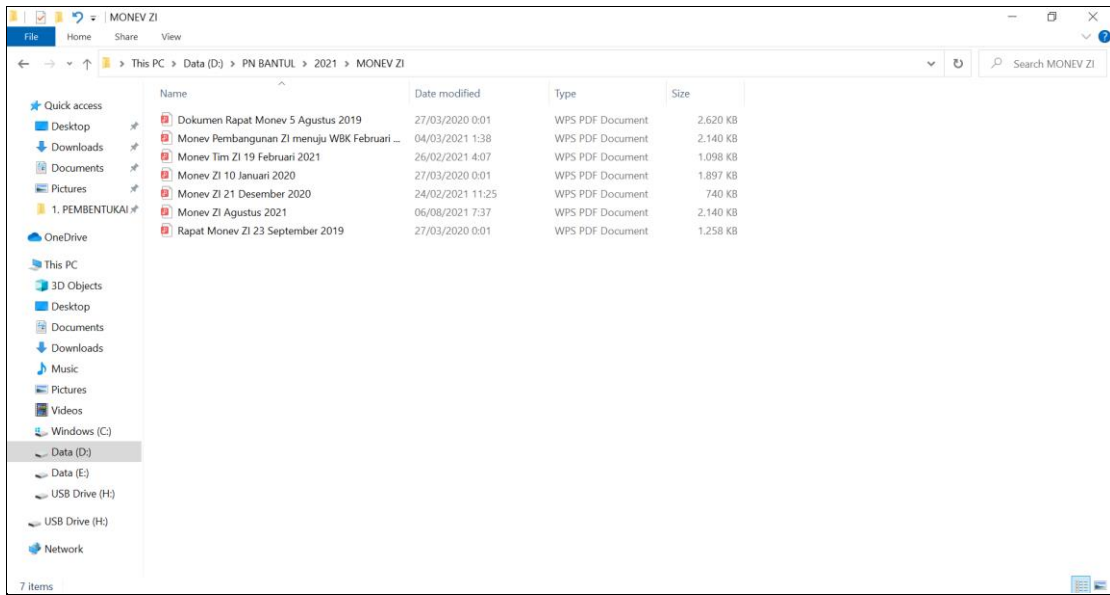 MONEV ZI
File Home Share View
This PC > Data (D:) > PN BANTUL > 2021 > MONEV ZI
Search MONEV ZI
Name Date modified Type Size
Dokumen Rapat Monev 5 Agustus 2019 27/03/2020 0:01 WPS PDF Document 2.620 KB
Monev Pembangunan ZI menuju WBK Februari ... 04/03/2021 1:38 WPS PDF Document 2.140 KB
Monev Tim ZI 19 Februari 2021 26/02/2021 4:07 WPS PDF Document 1.098 KB
Monev ZI 10 Januari 2020 27/03/2020 0:01 WPS PDF Document 1.897 KB
Monev ZI 21 Desember 2020 24/02/2021 11:25 WPS PDF Document 740 KB
Monev ZI Agustus 2021 06/08/2021 7:37 WPS PDF Document 2.140 KB
Rapat Monev ZI 23 September 2019 27/03/2020 0:01 WPS PDF Document 1.258 KB
Quick access
Desktop
Downloads
Documents
Pictures
1. PEMBENTUKAI
OneDrive
This PC
3D Objects
Desktop
Documents
Downloads
Music
Pictures
Videos
Windows (C:)
Data (D:)
Data (E:)
USB Drive (H:)
USB Drive (H:)
Network
7 items